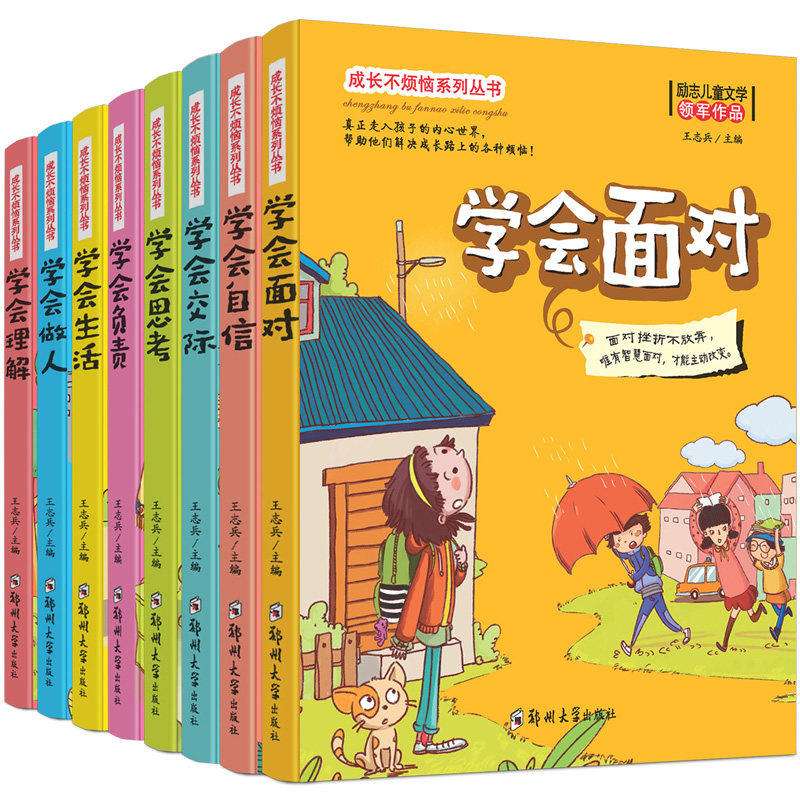 成长不烦恼系列丛书
chengzhang bu fannao xilie congshu
真正走入孩子的内心世界，
帮助他们解决成长路上的各种烦恼！
励志儿童文学
领军作品
王志兵/主编
学会面对
面对挫折不放弃，
唯有智慧面对，才能主动改变。
郑州大学出版社
成长不烦恼系列丛书
学会理解
王志兵/主编
郑州大学出版社
成长不烦恼系列丛书
学会做人
王志兵/主编
郑州大学出版社
成长不烦恼系列丛书
学会生活
王志兵/主编
郑州大学出版社
成长不烦恼系列丛书
学会负责
王志兵/主编
郑州大学出版社
成长不烦恼系列丛书
学会思考
王志兵/主编
郑州大学出版社
成长不烦恼系列丛书
学会交际
王志兵/主编
郑州大学出版社
成长不烦恼系列丛书
学会自信
王志兵/主编
郑州大学出版社
成长不烦恼系列丛书
学会面对
王志兵/主编
郑州大学出版社